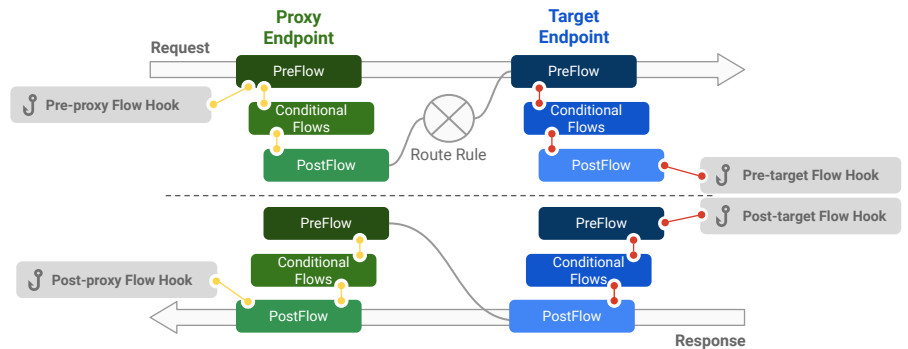 Proxy
Endpoint
Target
Endpoint
Request
PreFlow
PreFlow
Pre-proxy Flow Hook
Conditional
Flows
Conditional
Flows
Route Rule
PostFlow
PostFlow
Pre-target Flow Hook
PreFlow
PreFlow
Post-target Flow Hook
Conditional
Flows
Conditional
Flows
Post-proxy Flow Hook
PostFlow
PostFlow
Response